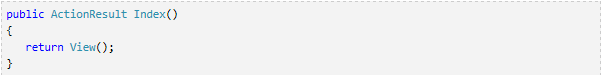 public ActionResult Index()
{
   return View();
}